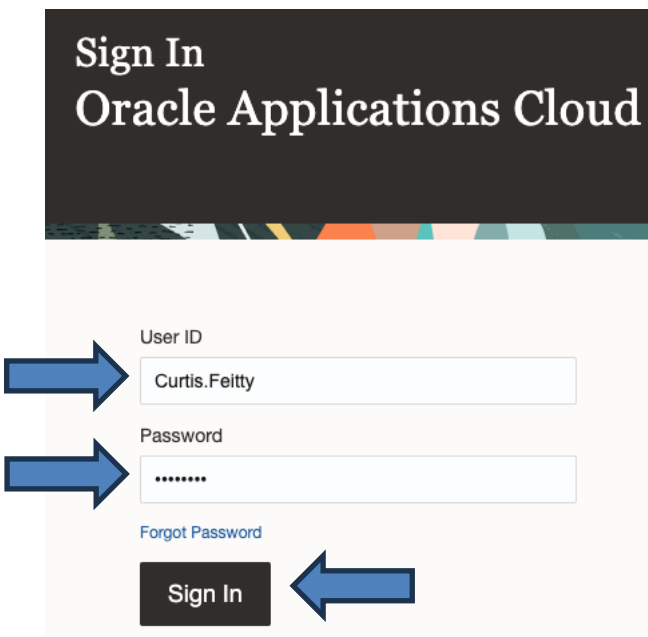 Sign In
Oracle Applications Cloud
User ID
Curtis.Feitty
Password
••••••••
Forgot Password
Sign In